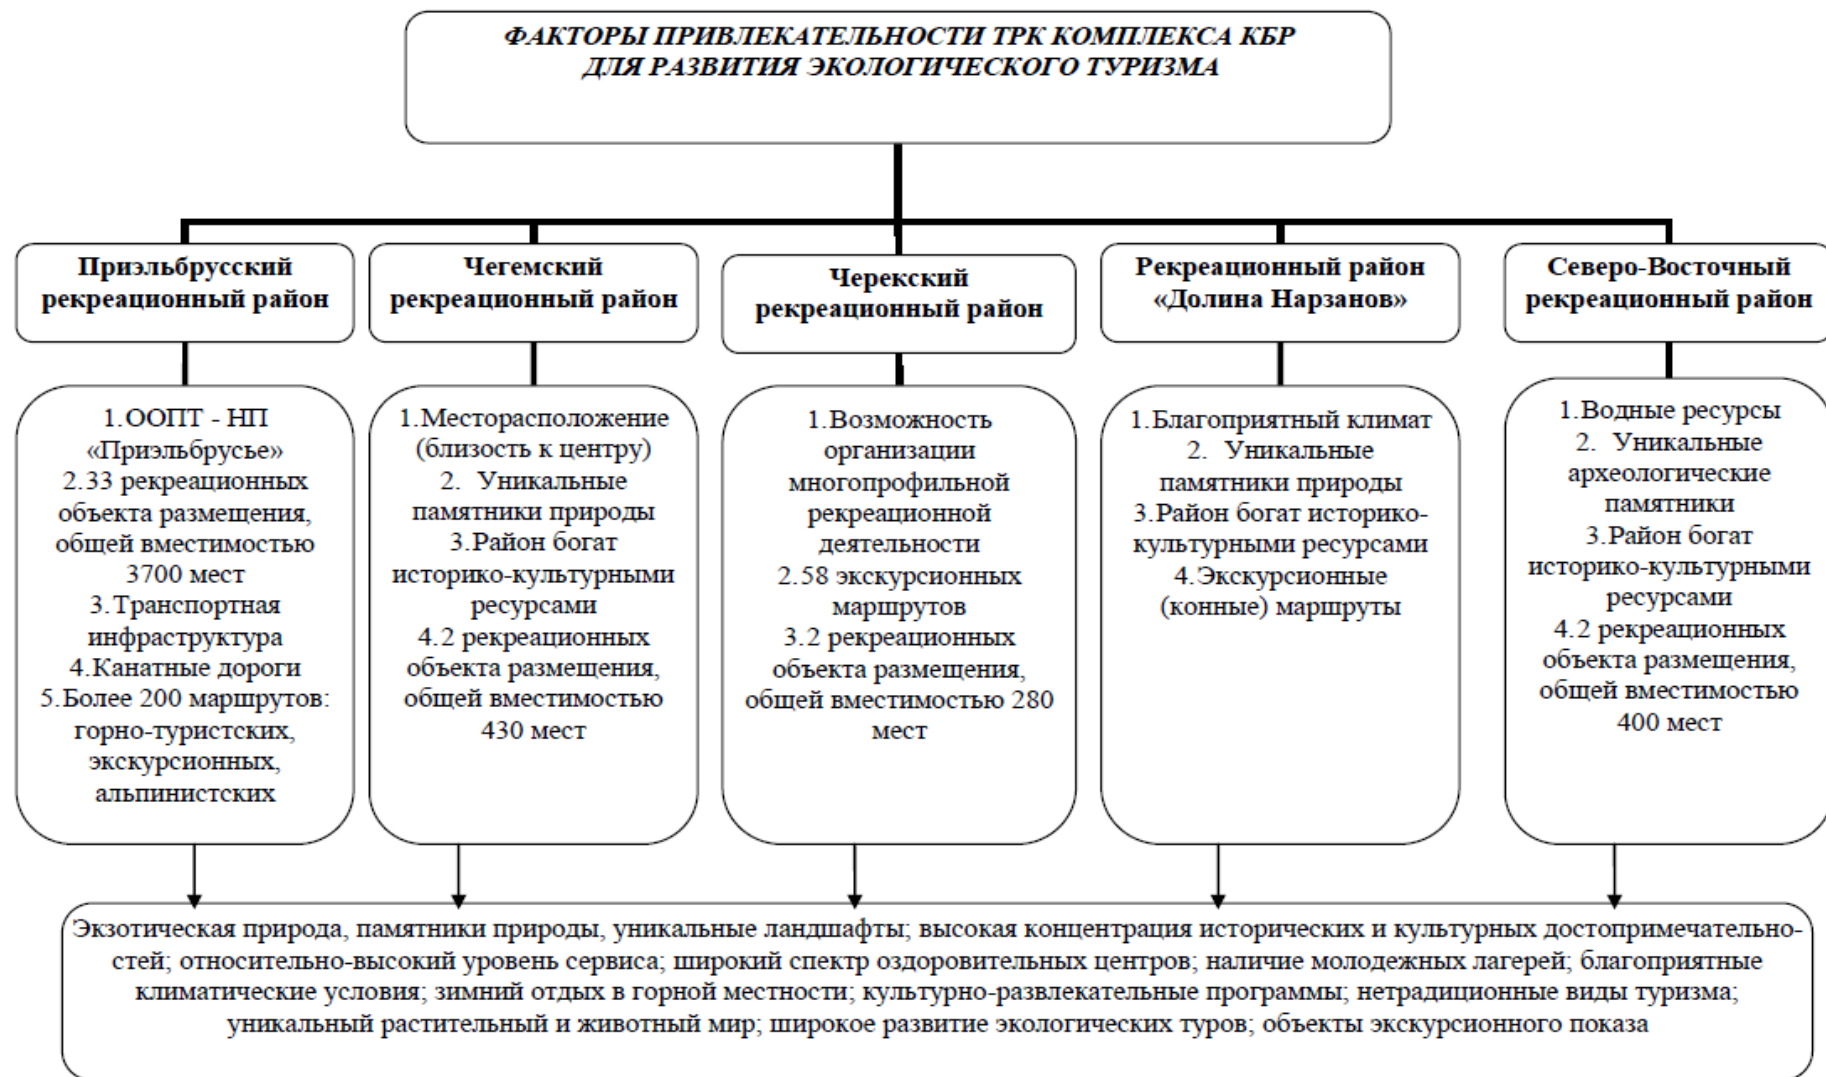 ФАКТОРЫ ПРИВЛЕКАТЕЛЬНОСТИ ТРК КОМПЛЕКСА КБР
ДЛЯ РАЗВИТИЯ ЭКОЛОГИЧЕСКОГО ТУРИЗМА
Приэльбрусский
рекреационный район
Чегемский
рекреационный район
Черекский
рекреационный район
Рекреационный район
«Долина Нарзанов»
Северо-Восточный
рекреационный район
1.ООПТ - НП
«Приэльбрусье»
2.33 рекреационных
объекта размещения,
общей вместимостью
3700 мест
3.Транспортная
инфраструктура
4.Канатные дороги
5.Более 200 маршрутов:
горно-туристских,
экскурсионных,
альпинистских
1.Месторасположение
(близость к центру)
2. Уникальные
памятники природы
3.Район богат
историко-культурными
ресурсами
4.2 рекреационных
объекта размещения,
общей вместимостью
430 мест
1.Возможность
организации
многопрофильной
рекреационной
деятельности
2.58 экскурсионных
маршрутов
3.2 рекреационных
объекта размещения,
общей вместимостью 280
мест
1.Благоприятный климат
2. Уникальные
памятники природы
3.Район богат историко-
культурными ресурсами
4.Экскурсионные
(конные) маршруты
1.Водные ресурсы
2. Уникальные
археологические
памятники
3.Район богат
историко-культурными
ресурсами
4.2 рекреационных
объекта размещения,
общей вместимостью
400 мест
Экзотическая природа, памятники природы, уникальные ландшафты; высокая концентрация исторических и культурных достопримечательно-
стей; относительно-высокий уровень сервиса; широкий спектр оздоровительных центров; наличие молодежных лагерей; благоприятные
климатические условия; зимний отдых в горной местности; культурно-развлекательные программы; нетрадиционные виды туризма;
уникальный растительный и животный мир; широкое развитие экологических туров; объекты экскурсионного показа